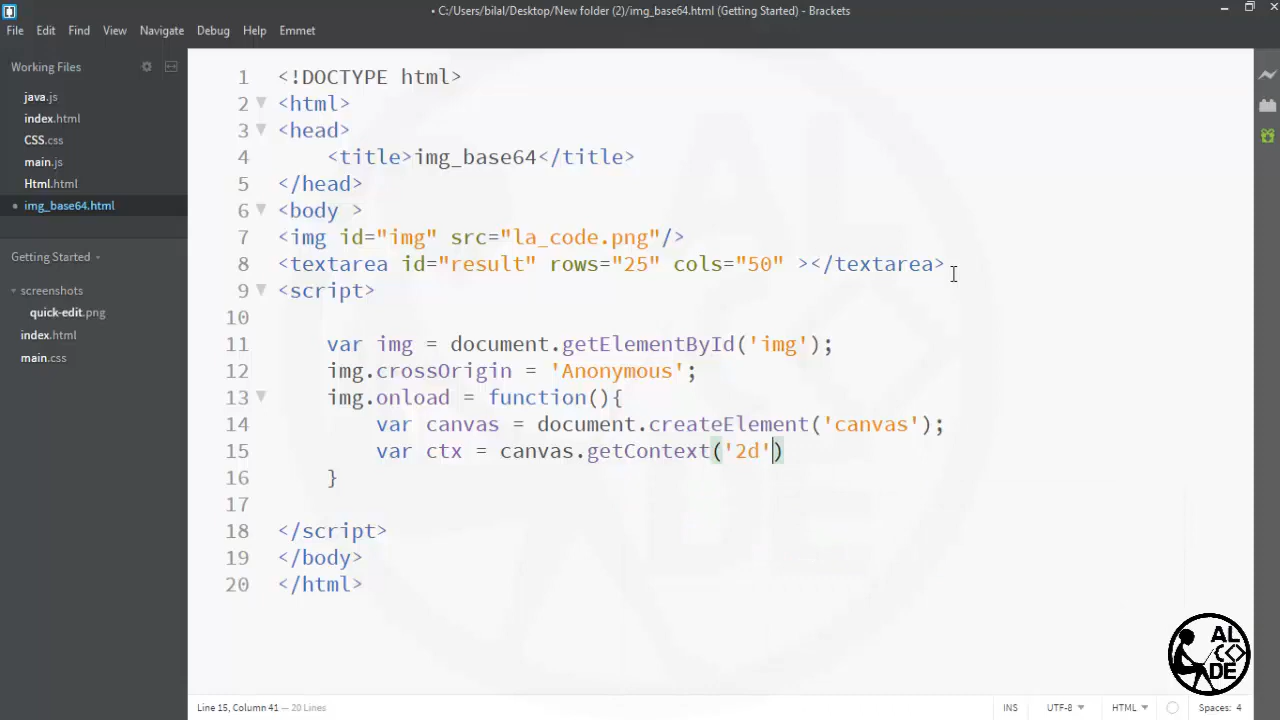 • C:/Users/bilal/Desktop/New folder (2)/img_base64.html (Getting Started) - Brackets
File Edit Find View Navigate Debug Help Emmet
Working Files
java.js
index.html
CSS.css
main.js
Html.html
• img_base64.html
Getting Started
screenshots
quick-edit.png
index.html
main.css
1 <!DOCTYPE html>
2 <html>
3 <head>
4 <title>img_base64</title>
5 </head>
6 <body >
7 <img id="img" src="la_code.png"/>
8 <textarea id="result" rows="25" cols="50" ></textarea>
9 <script>
10
11 var img = document.getElementById('img');
12 img.crossOrigin = 'Anonymous';
13 img.onload = function(){
14 var canvas = document.createElement('canvas');
15 var ctx = canvas.getContext('2d')
16 }
17
18 </script>
19 </body>
20 </html>
Line 15, Column 41 — 20 Lines
INS UTF-8 HTML Spaces: 4
AL
C<>
DE